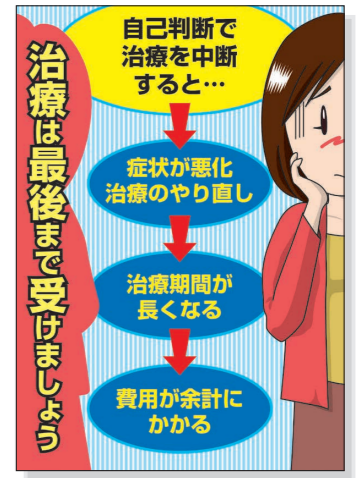 治療は最後まで受けましょう
自己判断で
治療を中断
すると…
症状が悪化
治療のやり直し
治療期間が
長くなる
費用が余計に
かかる